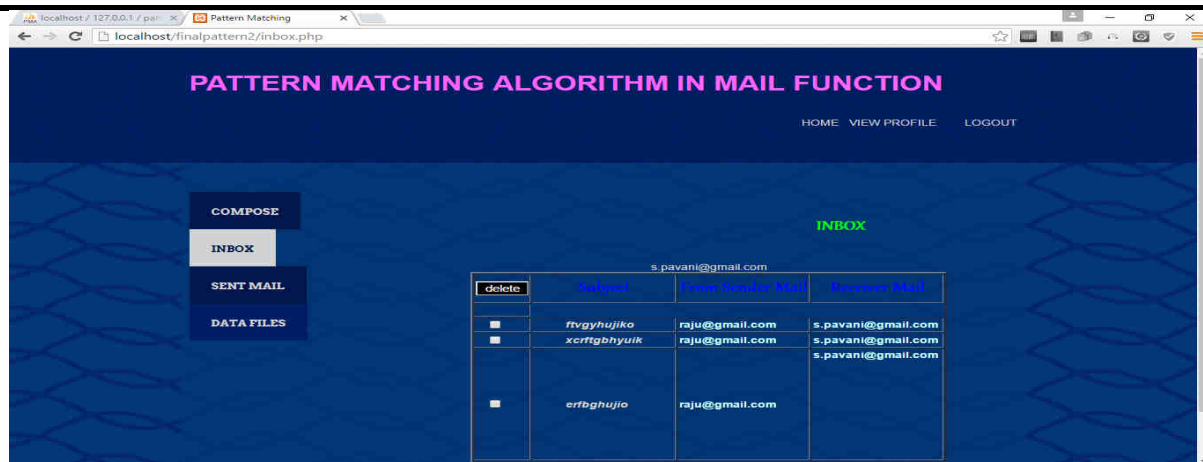 localhost / 127.0.0.1 / pat
Pattern Matching
localhost/finalpattern2/inbox.php
PATTERN MATCHING ALGORITHM IN MAIL FUNCTION
HOME VIEW PROFILE LOGOUT
COMPOSE
INBOX
SENT MAIL
DATA FILES
INBOX
s.pavani@gmail.com
delete Subject From Sender Mail Receiver Mail
ftvgyhujiko raju@gmail.com s.pavani@gmail.com
xcrftgbhyuik raju@gmail.com s.pavani@gmail.com
s.pavani@gmail.com
erfbghujio raju@gmail.com